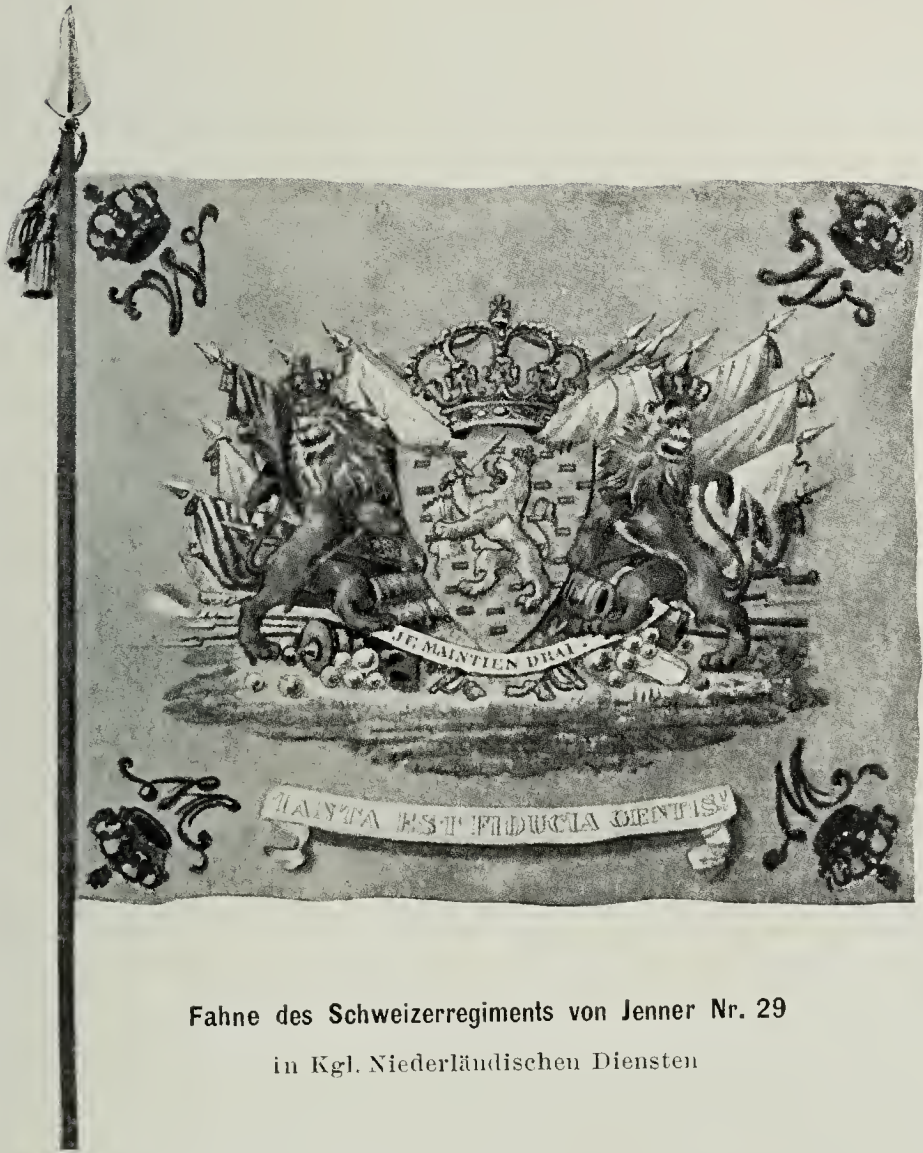 JE MAINTIEN DRAI
TANTA EST FIDUCIA GENTIS!
Fahne des Schweizerregiments von Jenner Nr. 29
in Kgl. Niederländischen Diensten